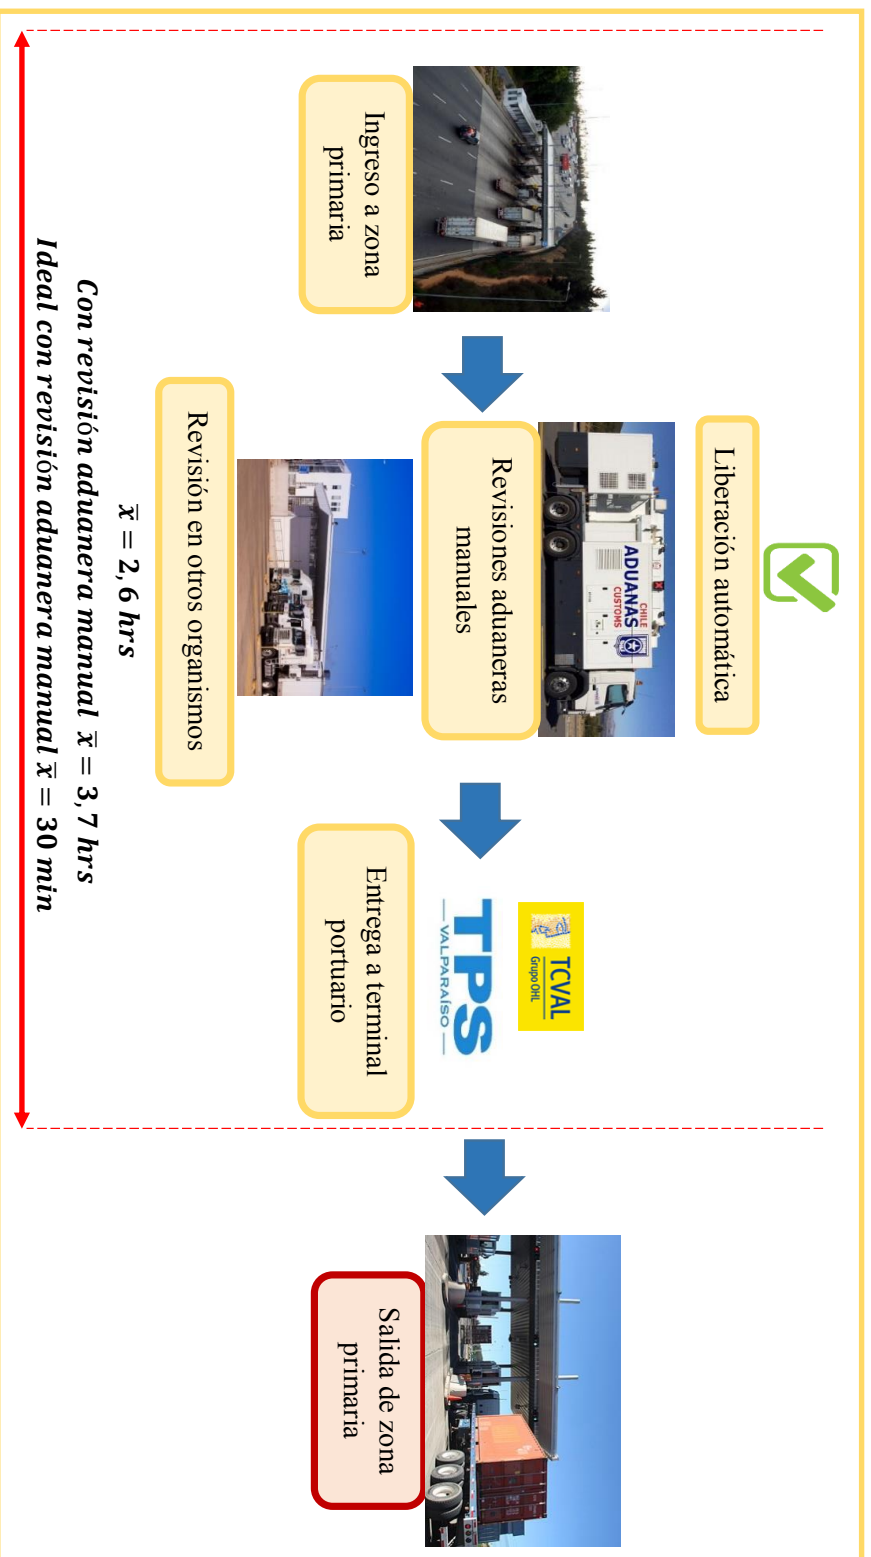 Ingreso a zona
primaria
Liberación automática
ADUANAS
CHILE
CUSTOMS
Revisiones aduaneras
manuales
Revisión en otros organismos
TCVAL
Grupo OHL
TPS
VALPARAÍSO
Entrega a terminal
portuario
Salida de zona
primaria
x̅ = 2, 6 hrs
Con revisión aduanera manual x̅ = 3, 7 hrs
Ideal con revisión aduanera manual x̅ = 30 min